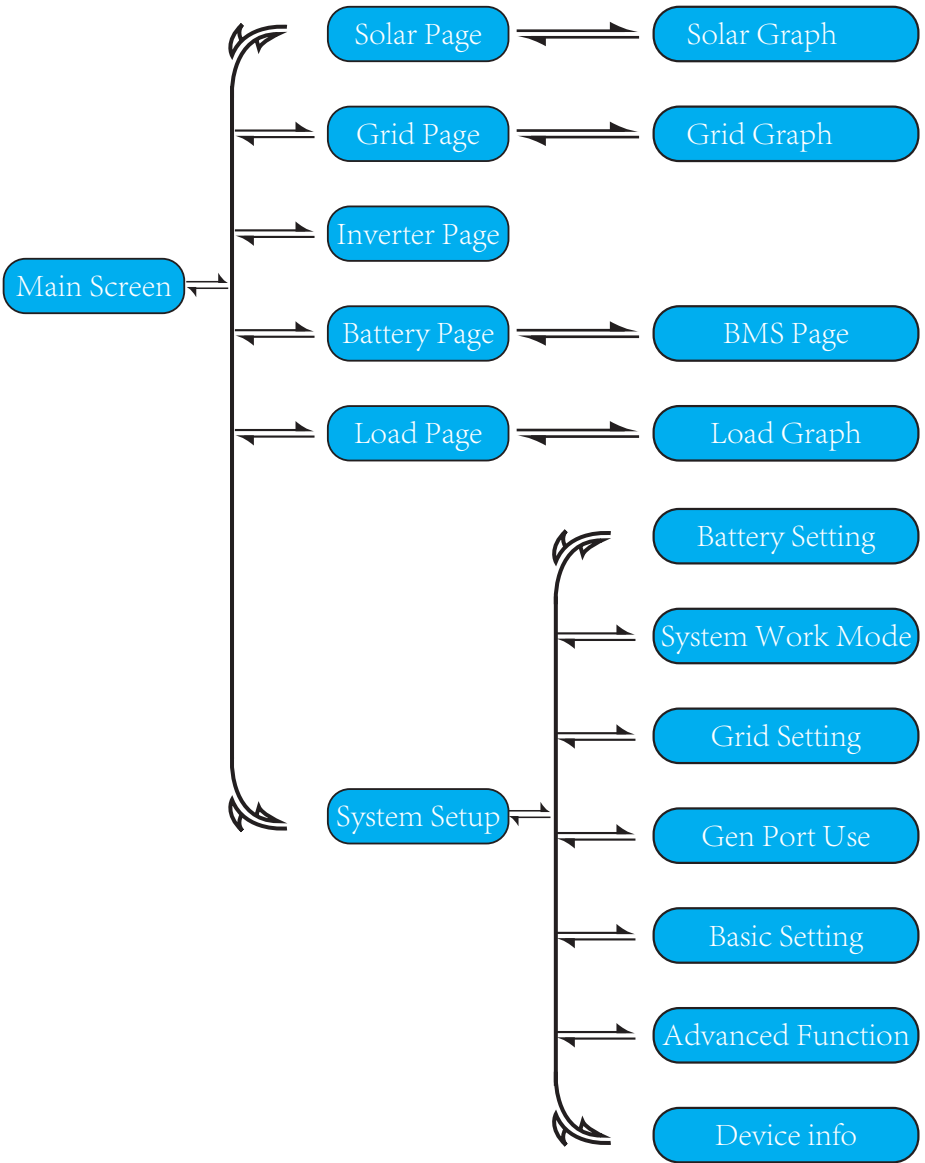 Solar Page
Solar Graph
Grid Page
Grid Graph
Inverter Page
Main Screen
Battery Page
BMS Page
Load Page
Load Graph
Battery Setting
System Work Mode
Grid Setting
System Setup
Gen Port Use
Basic Setting
Advanced Function
Device info